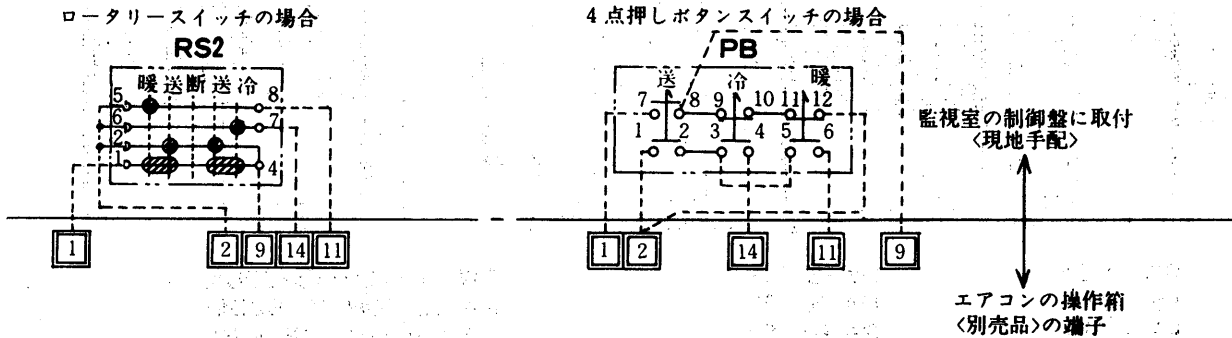 ロータリースイッチの場合
RS2
暖送断送冷
5
8
6
7
2
1
4
1
2
9
14
11
4点押しボタンスイッチの場合
PB
送
冷
暖
7
8
9
10
11
12
1
2
3
4
5
6
1
2
14
11
9
監視室の制御盤に取付
<現地手配>
エアコンの操作箱
<別売品>の端子